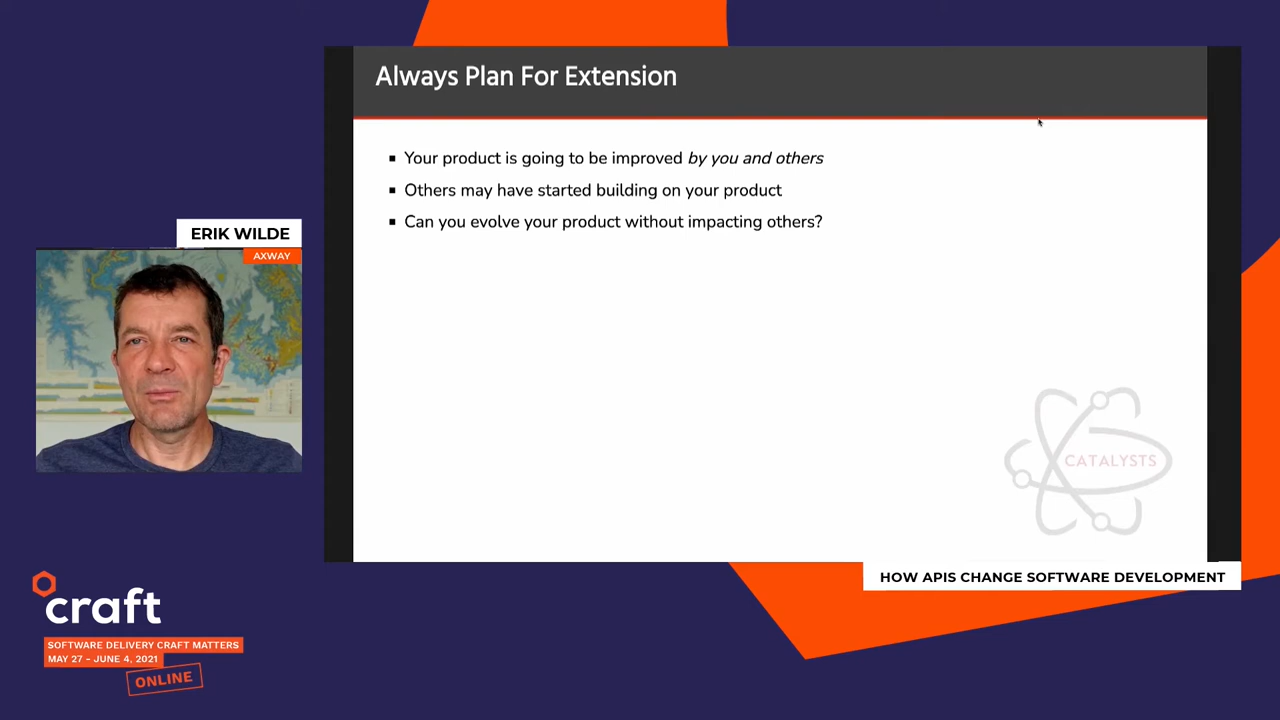 Always Plan For Extension
Your product is going to be improved by you and others
Others may have started building on your product
Can you evolve your product without impacting others?
CATALYSTS
ERIK WILDE
AXWAY
HOW APIS CHANGE SOFTWARE DEVELOPMENT
craft
SOFTWARE DELIVERY CRAFT MATTERS
MAY 27 - JUNE 4, 2021
ONLINE